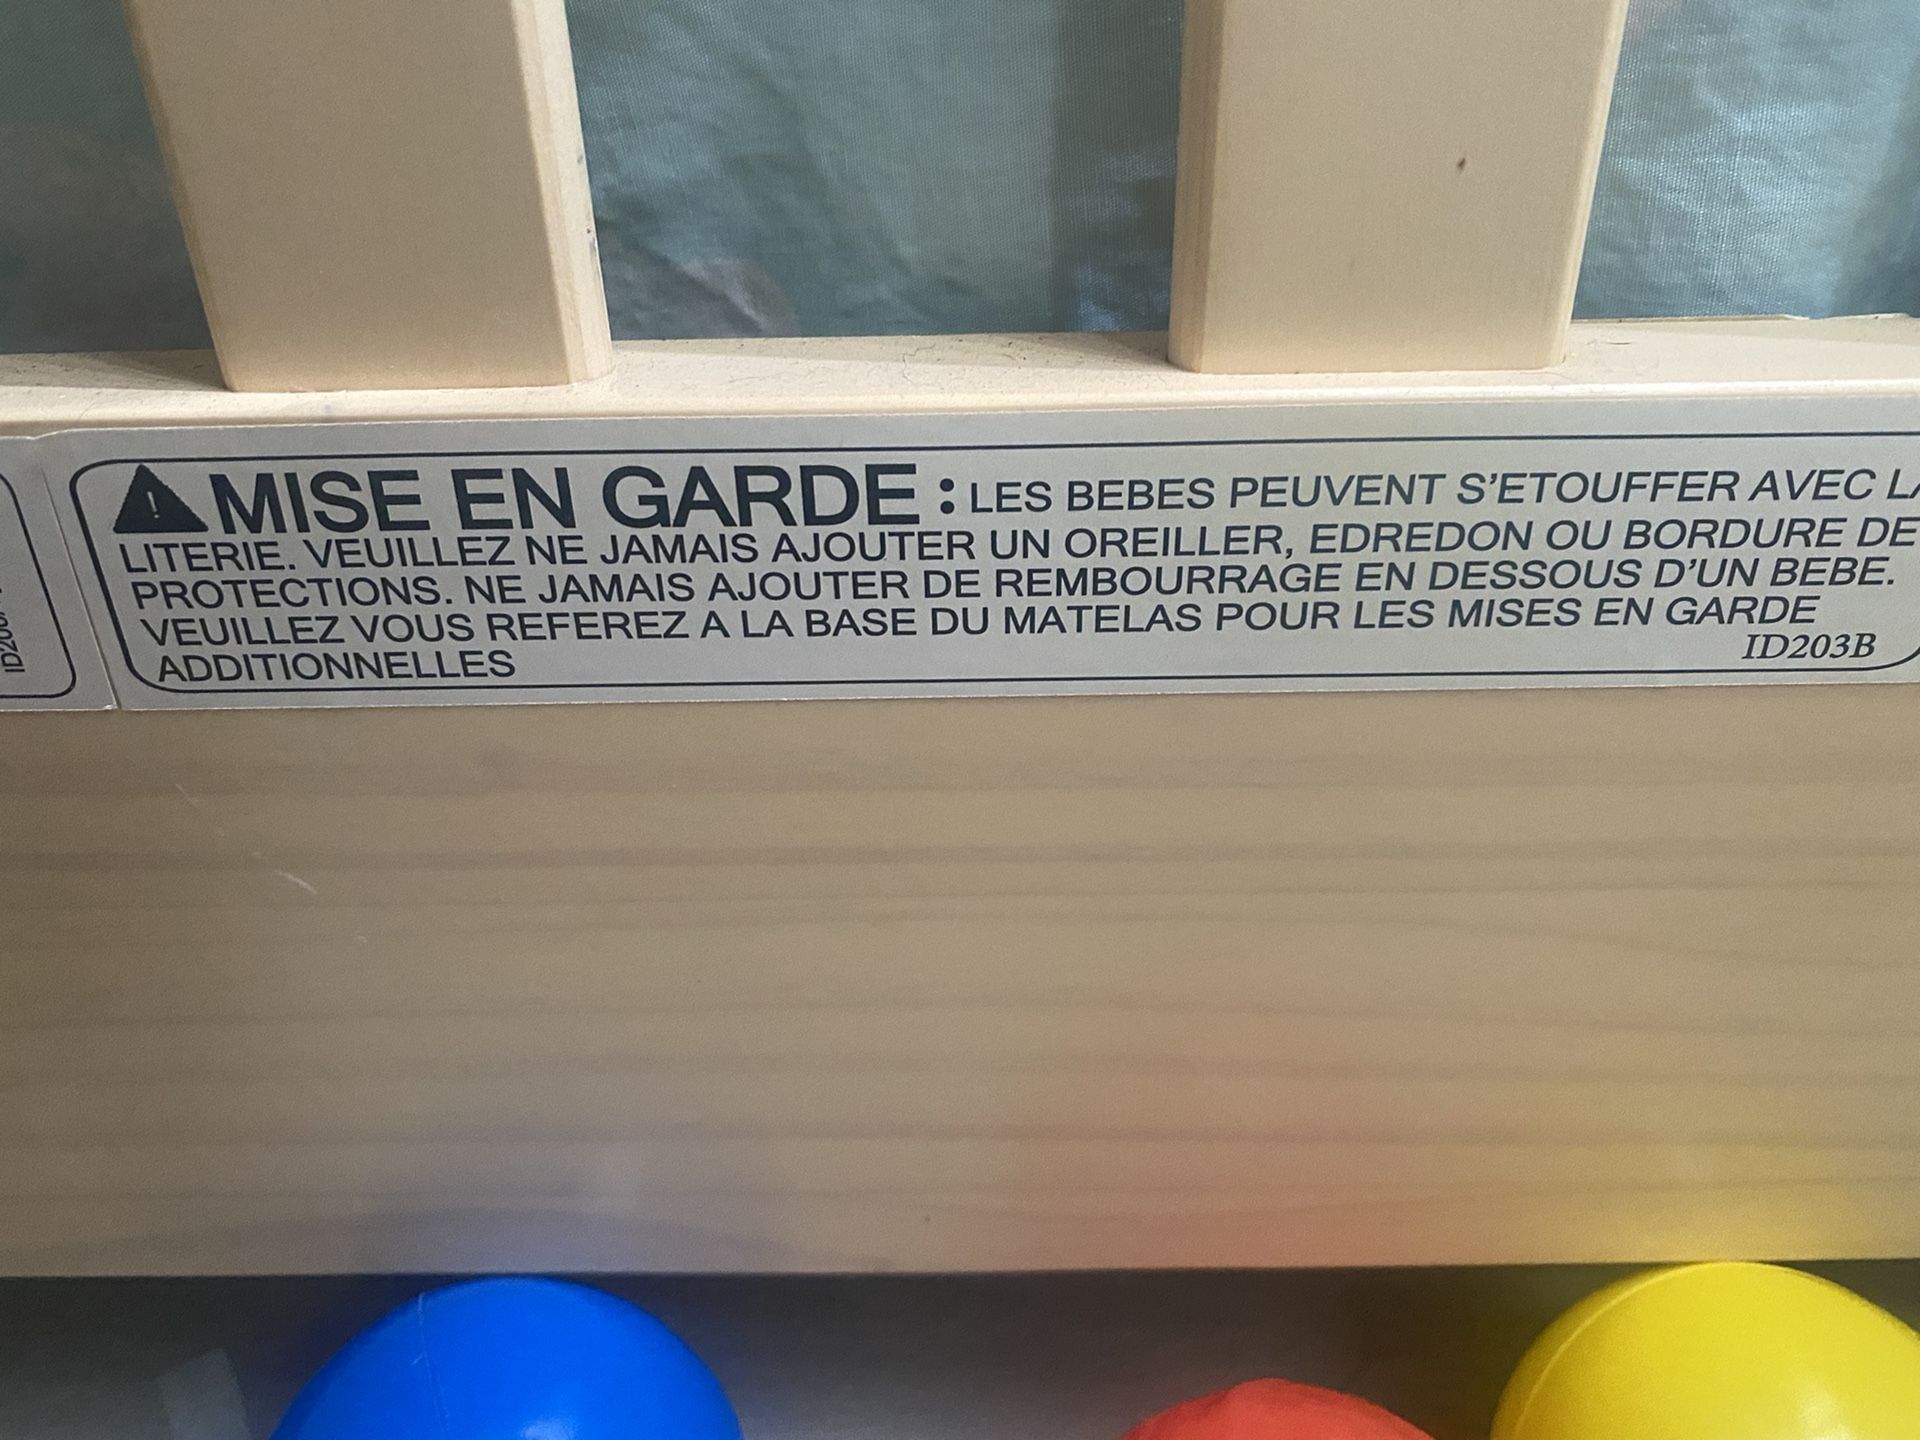 MISE EN GARDE : LES BEBES PEUVENT S'ETOUFFER AVEC LA
LITERIE. VEUILLEZ NE JAMAIS AJOUTER UN OREILLER, EDREDON OU BORDURE DE
PROTECTIONS. NE JAMAIS AJOUTER DE REMBOURRAGE EN DESSOUS D'UN BEBE.
VEUILLEZ VOUS REFEREZ A LA BASE DU MATELAS POUR LES MISES EN GARDE
ADDITIONNELLES
ID203B